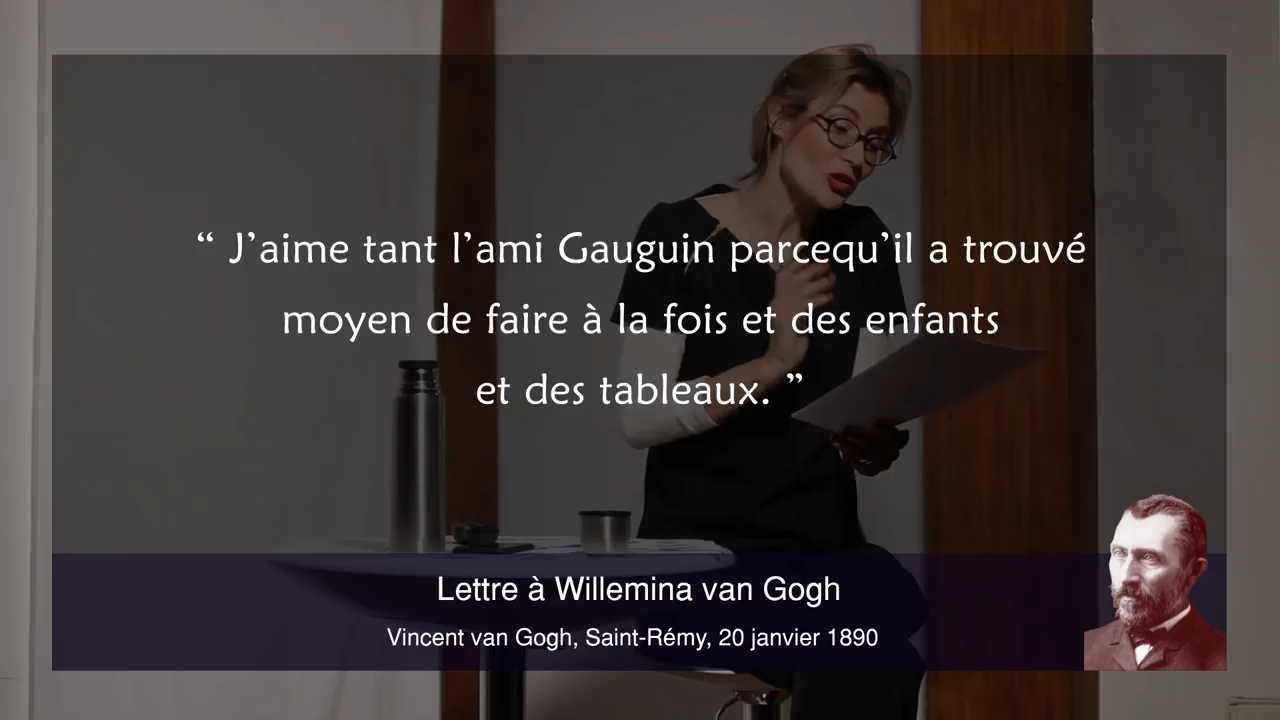 “ J’aime tant l’ami Gauguin parcequ’il a trouvé
moyen de faire à la fois et des enfants
et des tableaux. ”
Lettre à Willemina van Gogh
Vincent van Gogh, Saint-Rémy, 20 janvier 1890